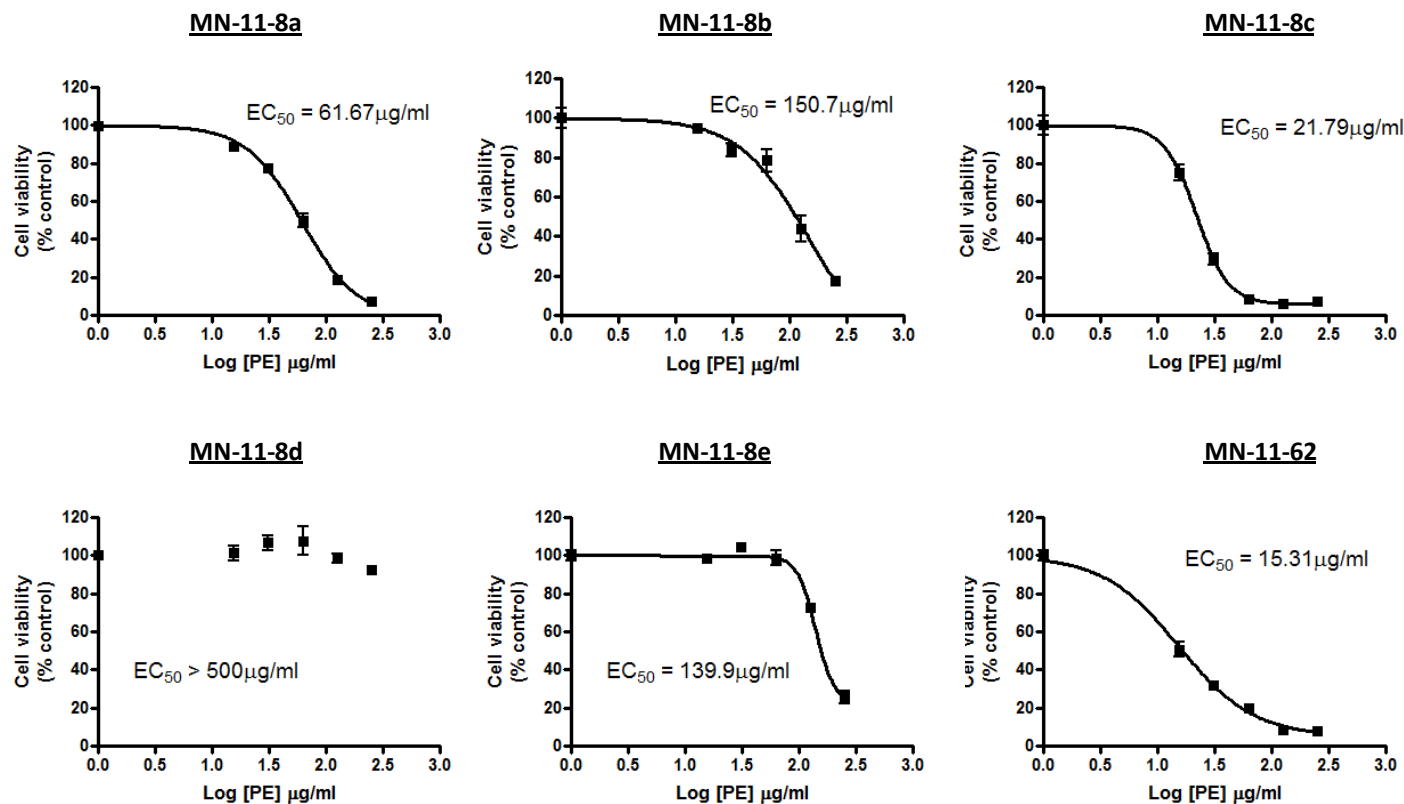 MN-11-8a
EC50 = 61.67µg/ml
Cell viability
(% control)
120
100
80
60
40
20
0
0.0 0.5 1.0 1.5 2.0 2.5 3.0
Log [PE] µg/ml
MN-11-8b
EC50 = 150.7µg/ml
Cell viability
(% control)
120
100
80
60
40
20
0
0.0 0.5 1.0 1.5 2.0 2.5 3.0
Log [PE] µg/ml
MN-11-8c
EC50 = 21.79µg/ml
Cell viability
(% control)
120
100
80
60
40
20
0
0.0 0.5 1.0 1.5 2.0 2.5 3.0
Log [PE] µg/ml
MN-11-8d
EC50 > 500µg/ml
Cell viability
(% control)
120
100
80
60
40
20
0
0.0 0.5 1.0 1.5 2.0 2.5 3.0
Log [PE] µg/ml
MN-11-8e
EC50 = 139.9µg/ml
Cell viability
(% control)
120
100
80
60
40
20
0
0.0 0.5 1.0 1.5 2.0 2.5 3.0
Log [PE] µg/ml
MN-11-62
EC50 = 15.31µg/ml
Cell viability
(% control)
120
100
80
60
40
20
0
0.0 0.5 1.0 1.5 2.0 2.5 3.0
Log [PE] µg/ml